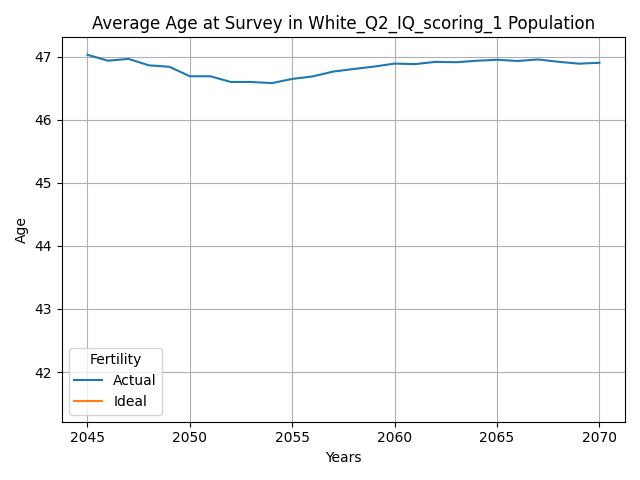 Average Age at Survey in White_Q2_IQ_scoring_1 Population
47
46
45
44
43
42
Age
Fertility
Actual
Ideal
2045 2050 2055 2060 2065 2070
Years